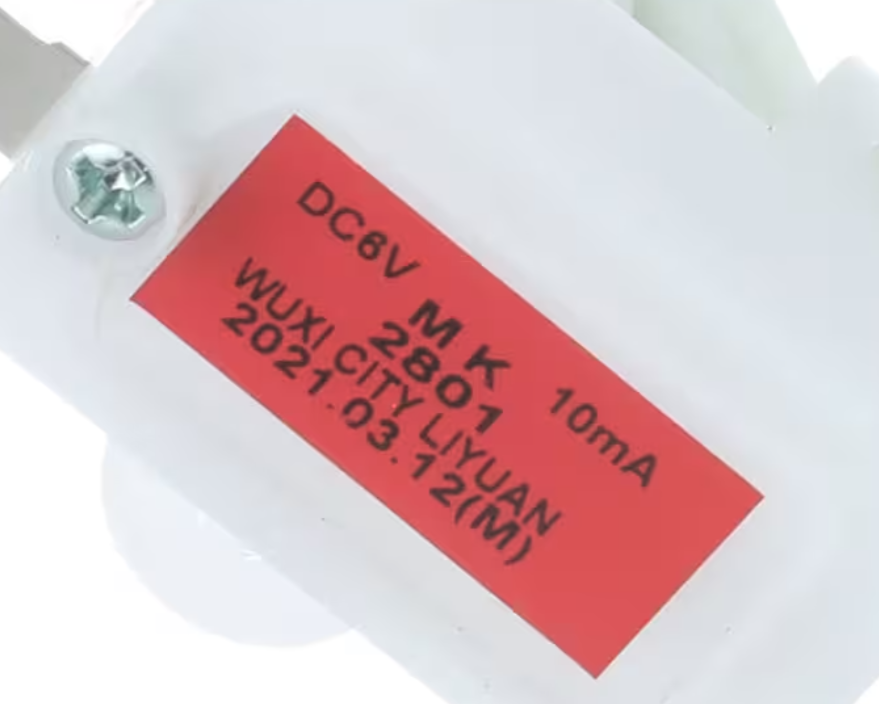 DC6V
M K
2801
10mA
WUXI CITY LIYUAN
2021.03.12(M)